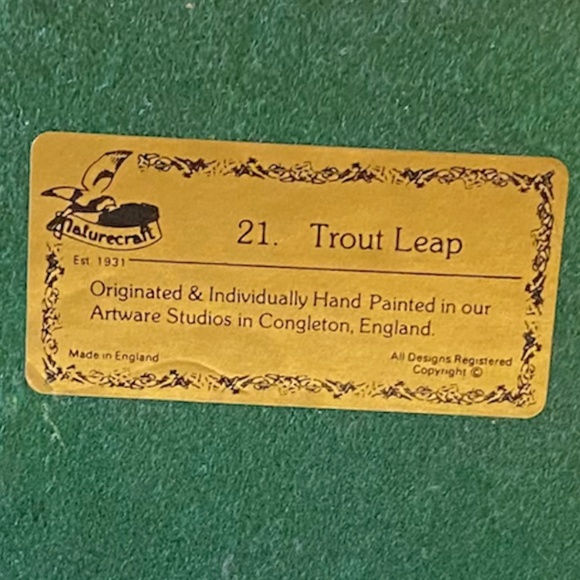 Naturecraft
Est. 1931
21. Trout Leap
Originated & Individually Hand Painted in our
Artware Studios in Congleton, England.
Made in England
All Designs Registered
Copyright ©